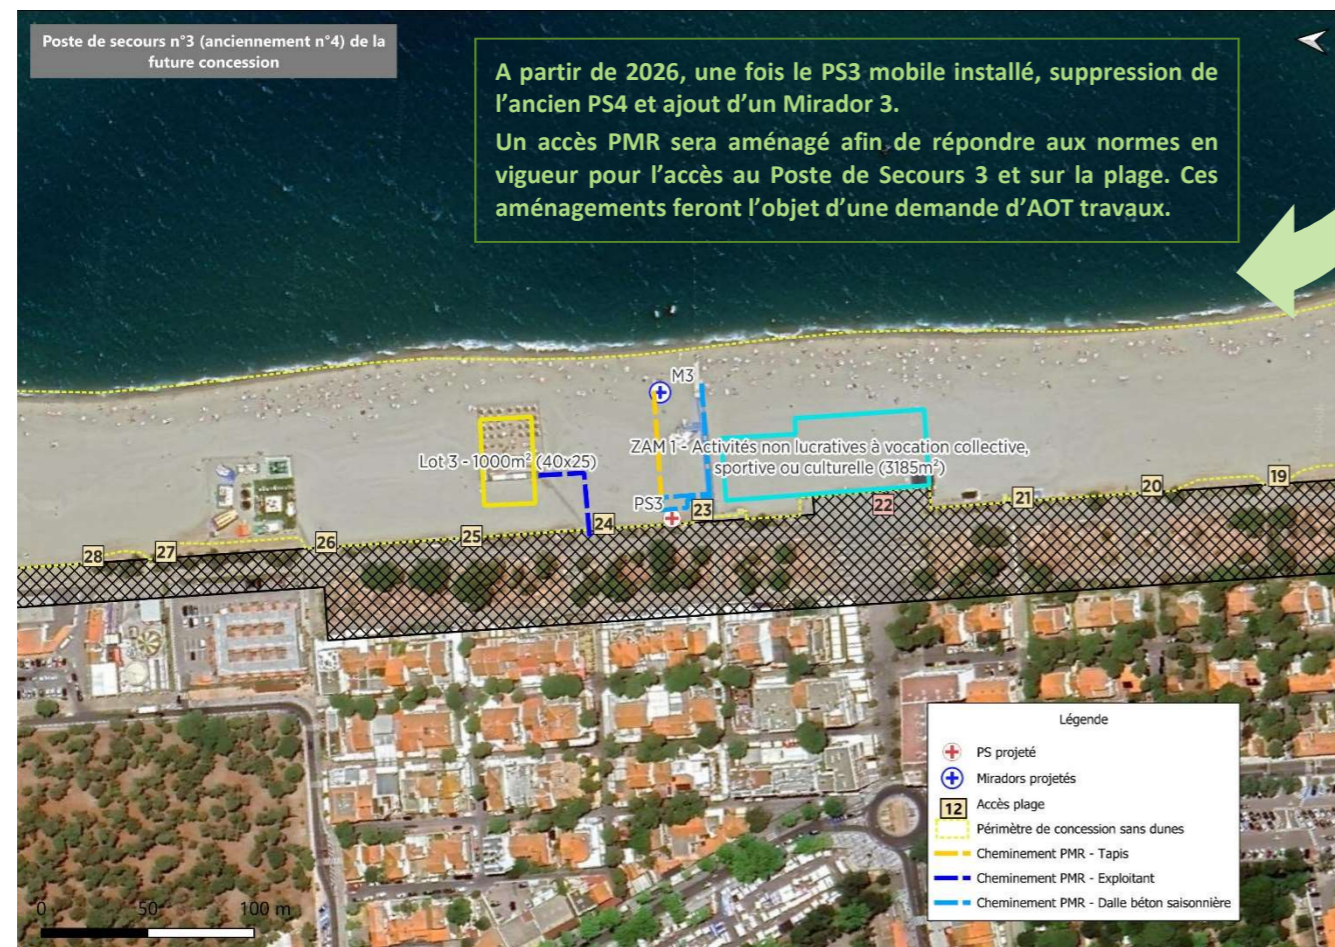 Poste de secours n°3 (anciennement n°4) de la
future concession
A partir de 2026, une fois le PS3 mobile installé, suppression de
l’ancien PS4 et ajout d’un Mirador 3.
Un accès PMR sera aménagé afin de répondre aux normes en
vigueur pour l’accès au Poste de Secours 3 et sur la plage. Ces
aménagements feront l’objet d’une demande d’AOT travaux.
M3
ZAM 1 - Activités non lucratives à vocation collective,
sportive ou culturelle (3185m²)
Lot 3 - 1000m² (40x25)
PS3
28
27
26
25
24
23
22
21
20
19
Légende
PS projeté
Miradors projetés
12 Accès plage
Périmètre de concession sans dunes
Cheminement PMR - Tapis
Cheminement PMR - Exploitant
Cheminement PMR - Dalle béton saisonnière
0 50 100 m